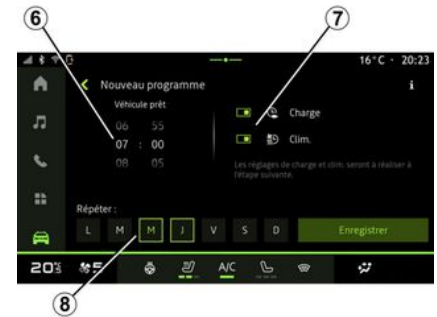 6 7
16°C · 20:23
Nouveau programme i
Véhicule prêt
06 55
07 : 00
08 05
Charge
Clim.
Les réglages de charge et clim. seront à réaliser à
l'étape suivante.
Répéter :
L M M J V S D
Enregistrer
A/C
8